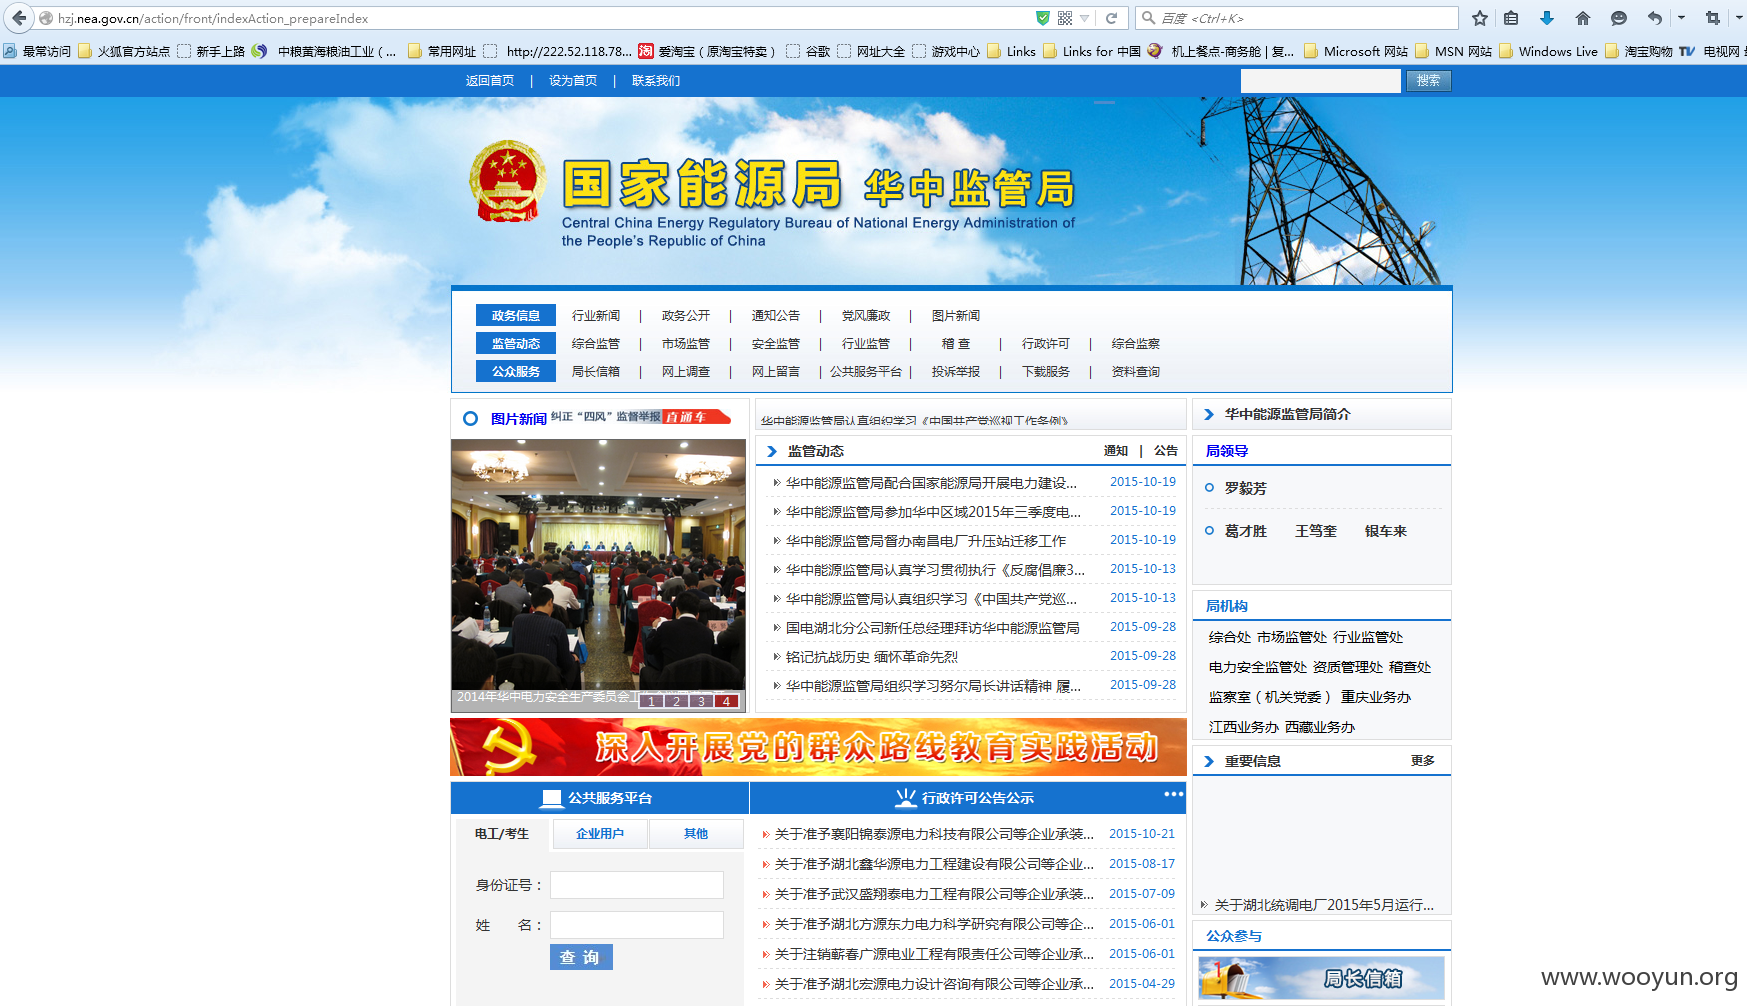 hzj.nea.gov.cn/action/front/indexAction_prepareIndex
百度 <Ctrl+K>
最常访问 火狐官方站点 新手上路 中粮黄海粮油工业（... 常用网址 http://222.52.118.78... 爱淘宝（原淘宝特卖） 谷歌 网址大全 游戏中心 Links Links for 中国 机上餐点-商务舱 | 复... Microsoft 网站 MSN 网站 Windows Live 淘宝购物 电视网
返回首页 | 设为首页 | 联系我们 搜索
国家能源局 华中监管局
Central China Energy Regulatory Bureau of National Energy Administration of
the People's Republic of China
政务信息 行业新闻 | 政务公开 | 通知公告 | 党风廉政 | 图片新闻
监管动态 综合监管 | 市场监管 | 安全监管 | 行业监管 | 稽 查 | 行政许可 | 综合监察
公众服务 局长信箱 | 网上调查 | 网上留言 | 公共服务平台 | 投诉举报 | 下载服务 | 资料查询
图片新闻 纠正“四风”监督举报 直通车
2014年华中电力安全生产委员会工
1 2 3 4
华中能源监管局认真组织学习《中国共产党巡视工作条例》
监管动态 通知 | 公告
华中能源监管局配合国家能源局开展电力建设... 2015-10-19
华中能源监管局参加华中区域2015年三季度电... 2015-10-19
华中能源监管局督办南昌电厂升压站迁移工作 2015-10-19
华中能源监管局认真学习贯彻执行《反腐倡廉3... 2015-10-13
华中能源监管局认真组织学习《中国共产党巡... 2015-10-13
国电湖北分公司新任总经理拜访华中能源监管局 2015-09-28
铭记抗战历史 缅怀革命先烈 2015-09-28
华中能源监管局组织学习努尔局长讲话精神 履... 2015-09-28
华中能源监管局简介
局领导
罗毅芳
葛才胜 王笃奎 银车来
局机构
综合处 市场监管处 行业监管处
电力安全监管处 资质管理处 稽查处
监察室（机关党委） 重庆业务办
江西业务办 西藏业务办
深入开展党的群众路线教育实践活动
公共服务平台
电工/考生 企业用户 其他
身份证号：
姓 名：
查 询
行政许可公告公示
关于准予襄阳锦泰源电力科技有限公司等企业承装... 2015-10-21
关于准予湖北鑫华源电力工程建设有限公司等企业... 2015-08-17
关于准予武汉盛翔泰电力工程有限公司等企业承装... 2015-07-09
关于准予湖北方源东力电力科学研究有限公司等企... 2015-06-01
关于注销蕲春广源电业工程有限责任公司等企业承... 2015-06-01
关于准予湖北宏源电力设计咨询有限公司等企业承... 2015-04-29
重要信息 更多
关于湖北统调电厂2015年5月运行...
公众参与
局长信箱
www.wooyun.org